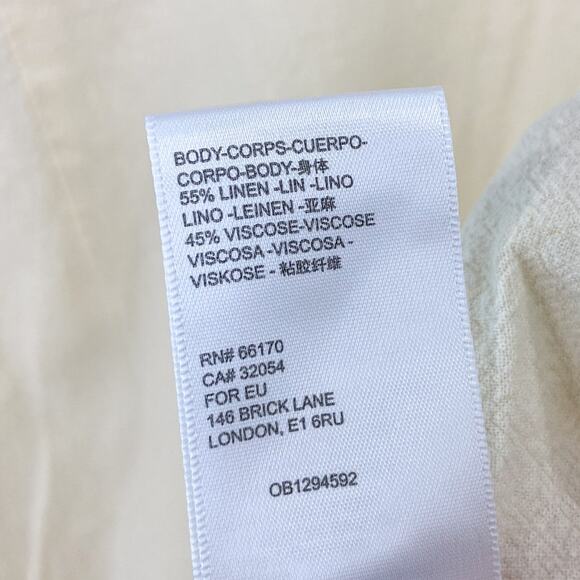 BODY-CORPS-CUERPO-
CORPO-BODY-身体
55% LINEN -LIN -LINO
LINO -LEINEN -亚麻
45% VISCOSE-VISCOSE
VISCOSA -VISCOSA -
VISKOSE - 粘胶纤维
RN# 66170
CA# 32054
FOR EU
146 BRICK LANE
LONDON, E1 6RU
OB1294592